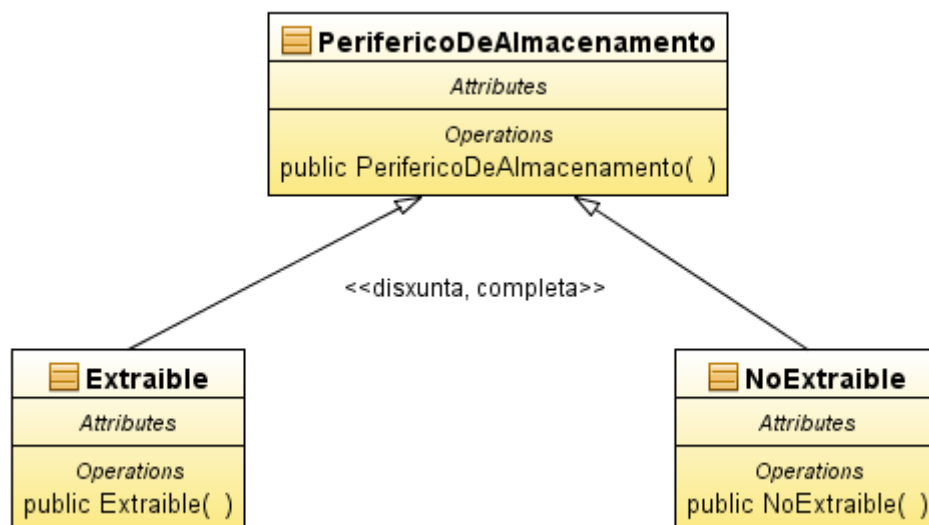 PerifericoDeAlmacenamento
Attributes
Operations
public PerifericoDeAlmacenamento( )
<<disxunta, completa>>
Extraible
Attributes
Operations
public Extraible( )
NoExtraible
Attributes
Operations
public NoExtraible( )